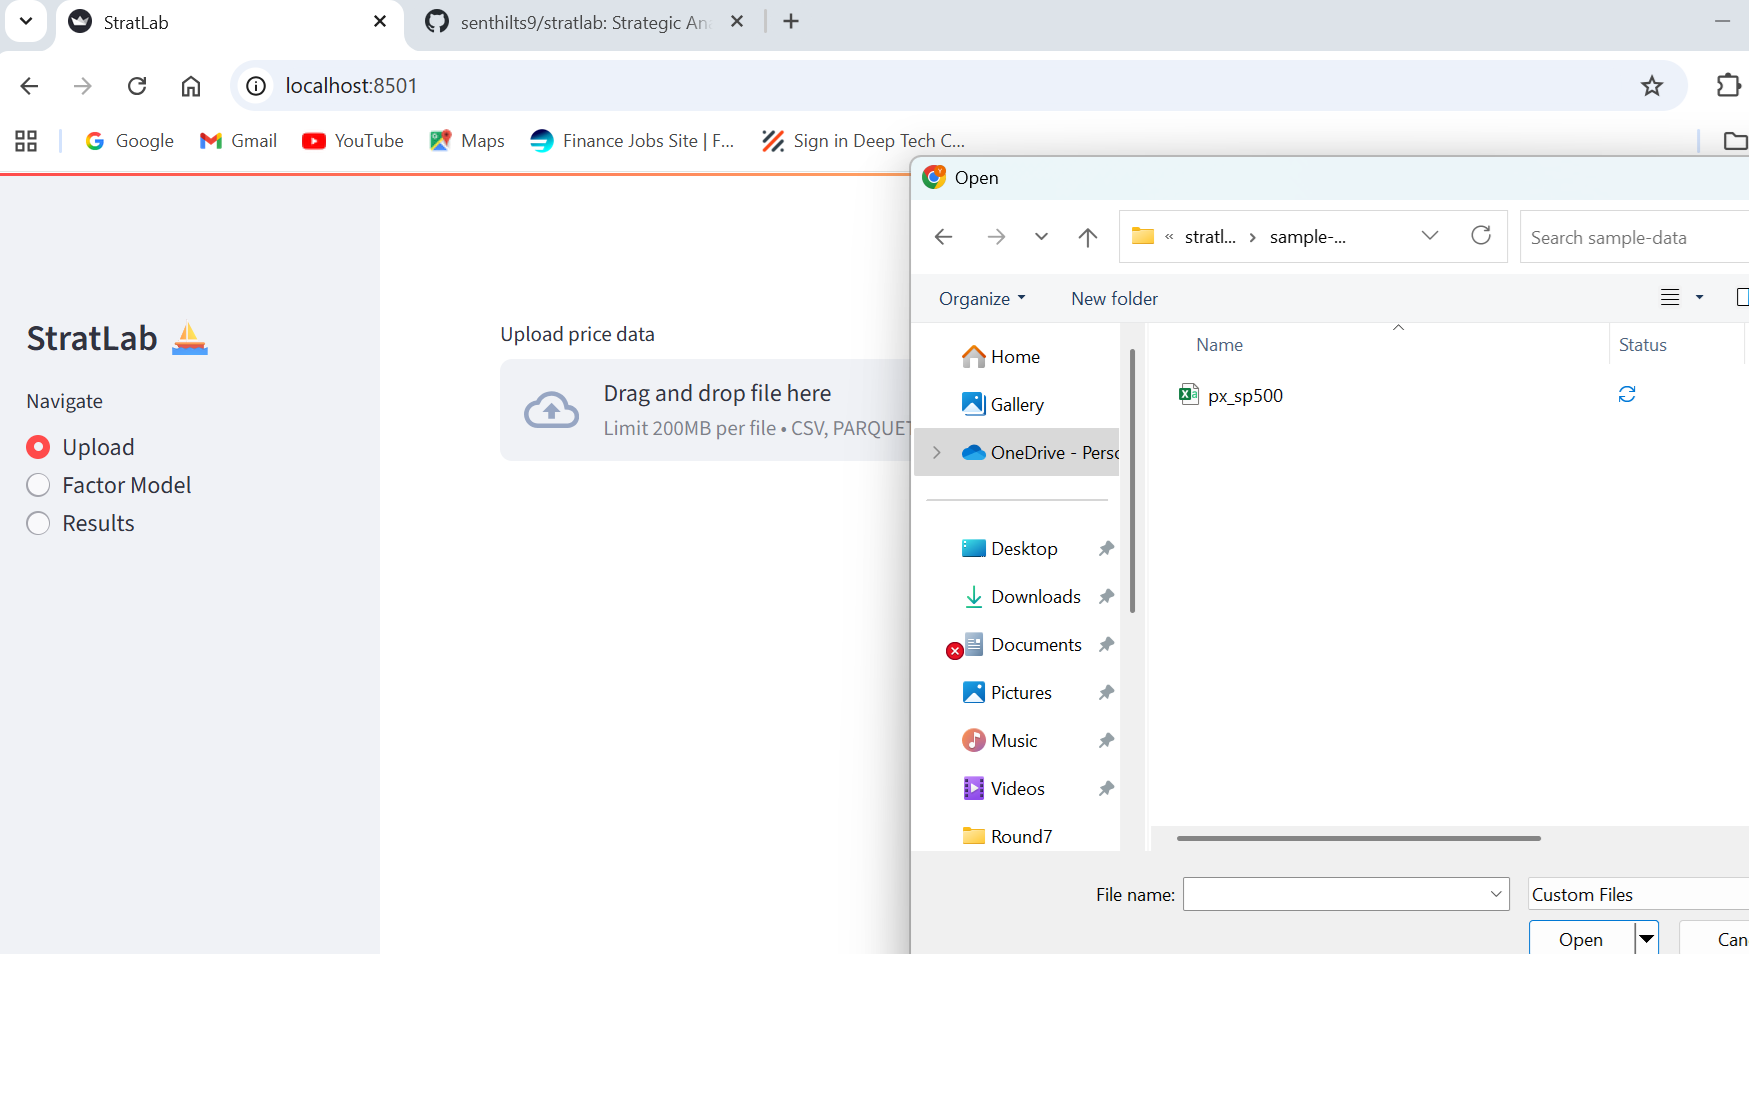 StratLab
senthilts9/stratlab: Strategic An
localhost:8501
Google
Gmail
YouTube
Maps
Finance Jobs Site | F...
Sign in Deep Tech C...
Open
« stratl... > sample-...
Search sample-data
Organize
New folder
StratLab
Navigate
Upload
Factor Model
Results
Upload price data
Drag and drop file here
Limit 200MB per file • CSV, PARQUET
Home
Gallery
OneDrive - Perso
Desktop
Downloads
Documents
Pictures
Music
Videos
Round7
Name
Status
px_sp500
File name:
Custom Files
Open
Can